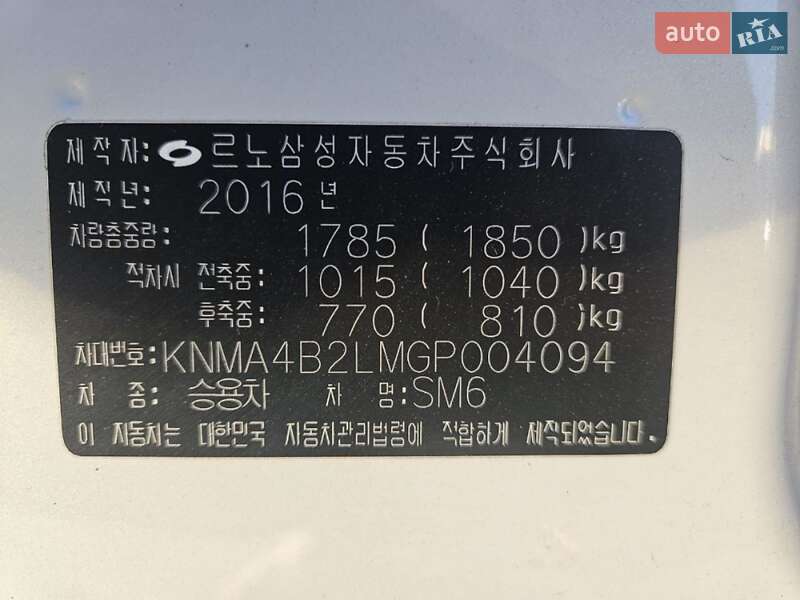 auto RIA.com
제작자: 르노삼성자동차주식회사
제작년: 2016년
차량총중량: 1785 ( 1850 )kg
적차시 전축중: 1015 ( 1040 )kg
후축중: 770 ( 810 )kg
차대번호: KNMA4B2LMGP004094
차 종: 승용차 차 명: SM6
이 자동차는 대한민국 자동차관리법령에 적합하게 제작되었습니다.